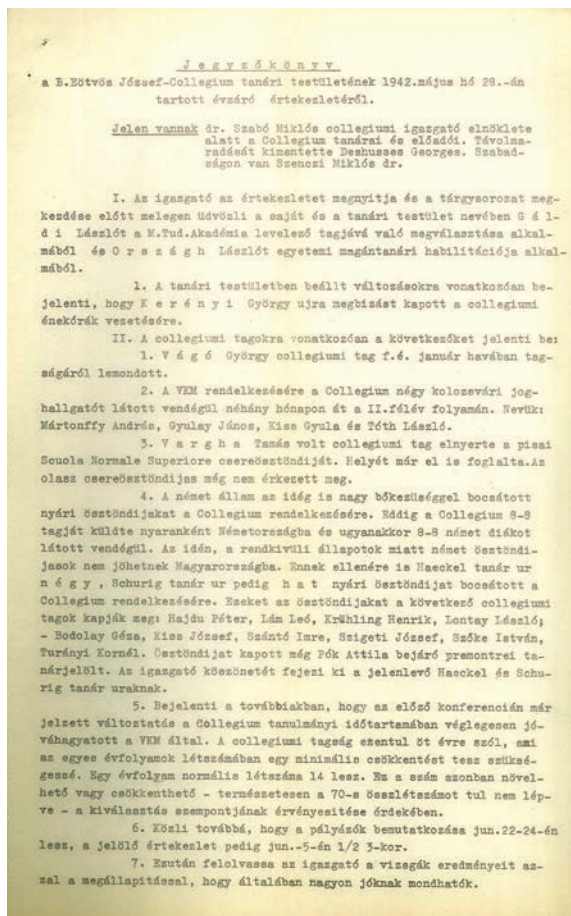 J e g y z ő k ö n y v
a B.Eötvös József-Collegium tanári testületének 1942.május hó 29.-án
tartott évzáró értekezletéről.
Jelen vannak dr. Szabó Miklós collegiumi igazgató elnöklete
alatt a Collegium tanárai és előadói. Távolma-
radását kimentette Deshusses Georges. Szabad-
ságon van Szenczi Miklós dr.
I. Az igazgató az értekezletet megnyitja és a tárgysorozat meg-
kezdése előtt melegen üdvözli a saját és a tanári testület nevében G á l-
d i Lászlót a M.Tud.Akadémia levelező tagjává való megválasztása alkal-
mából és O r s z á g h Lászlót egyetemi magántanári habilitációja alkal-
mából.
1. A tanári testületben beállt változásokra vonatkozóan be-
jelenti, hogy K e r é n y i György ujra megbizást kapott a collegiumi
énekórák vezetésére.
II. A collegiumi tagokra vonatkozóan a következőket jelenti be:
1. V á g ó György collegiumi tag f.é. január havában tag-
ságáról lemondott.
2. A VKM rendelkezésére a Collegium négy kolozsvári jog-
hallgatót látott vendégül néhány hónapon át a II.félév folyamán. Nevük:
Mártonffy András, Gyulay János, Kiss Gyula és Tóth László.
3. V a r g h a Tamás volt collegiumi tag elnyerte a pisai
Scuola Normale Superiore csereösztöndiját. Helyét már el is foglalta.Az
olasz csereösztöndijas még nem érkezett meg.
4. A német állam az idég is nagy bőkezüséggel bocsátott
nyári ösztöndijakat a Collegium rendelkezésére. Eddig a Collegium 8-8
tagját küldte nyaranként Németországba és ugyanakkor 8-8 német diákot
látott vendégül. Az idén, a rendkivüli állapotok miatt német ösztöndi-
jasok nem jöhetnek Magyarországba. Ennek ellenére is Haeckel tanár ur
n é g y , Schurig tanár ur pedig h a t nyári ösztöndijat bocsátott a
Collegium rendelkezésére. Ezeket az ösztöndijakat a következő collegiumi
tagok kapják meg: Hajdu Péter, Lám Leó, Krühling Henrik, Lontay László;
- Bodolay Géza, Kiss József, Szántó Imre, Szigeti József, Szőke István,
Turányi Kornél. Ösztöndijat kapott még Pók Attila bejáró premontrei ta-
nárjelölt. Az igazgató köszönetét fejezi ki a jelenlevő Haeckel és Schu-
rig tanár uraknak.
5. Bejelenti a továbbiakban, hogy az előző konferencián már
jelzett változtatás a Collegium tanulmányi időtartamában véglegesen jó-
váhagyatott a VKM által. A collegiumi tagság ezentul öt évre szól, ami
az egyes évfolyamok létszámában egy minimális csökkentést tesz szüksé-
gessé. Egy évfolyam normális létszáma 14 lesz. Ez a szám azonban növel-
hető vagy csökkenthető - természetesen a 70-s összlétszámot tul nem lép-
ve - a kiválasztás szempontjának érvényesitése érdekében.
6. Közli továbbá, hogy a pályázók bemutatkozása jun.22-24-én
lesz, a jelölő értekezlet pedig jun.-5-én 1/2 3-kor.
7. Ezután felolvassa az igazgató a vizsgák eredményeit az-
zal a megállapitással, hogy általában nagyon jóknak mondhatók.